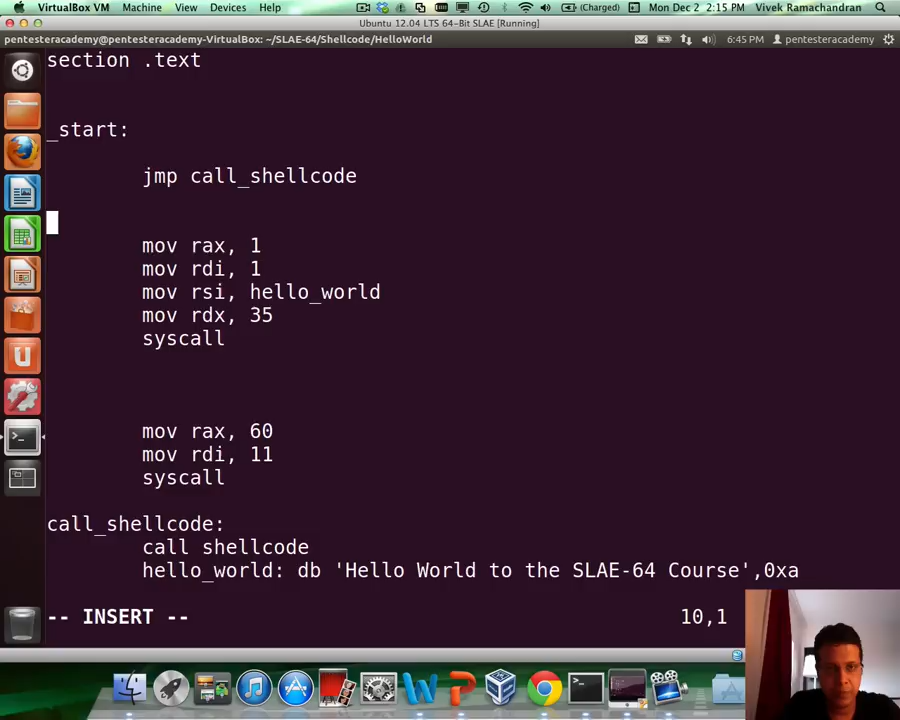 VirtualBox VM Machine View Devices Help (Charged) Mon Dec 2 2:15 PM Vivek Ramachandran
Ubuntu 12.04 LTS 64-Bit SLAE [Running]
pentesteracademy@pentesteracademy-VirtualBox: ~/SLAE-64/Shellcode/HelloWorld 6:45 PM pentesteracademy
section .text
_start:
jmp call_shellcode
mov rax, 1
mov rdi, 1
mov rsi, hello_world
mov rdx, 35
syscall
mov rax, 60
mov rdi, 11
syscall
call_shellcode:
call shellcode
hello_world: db 'Hello World to the SLAE-64 Course',0xa
-- INSERT -- 10,1